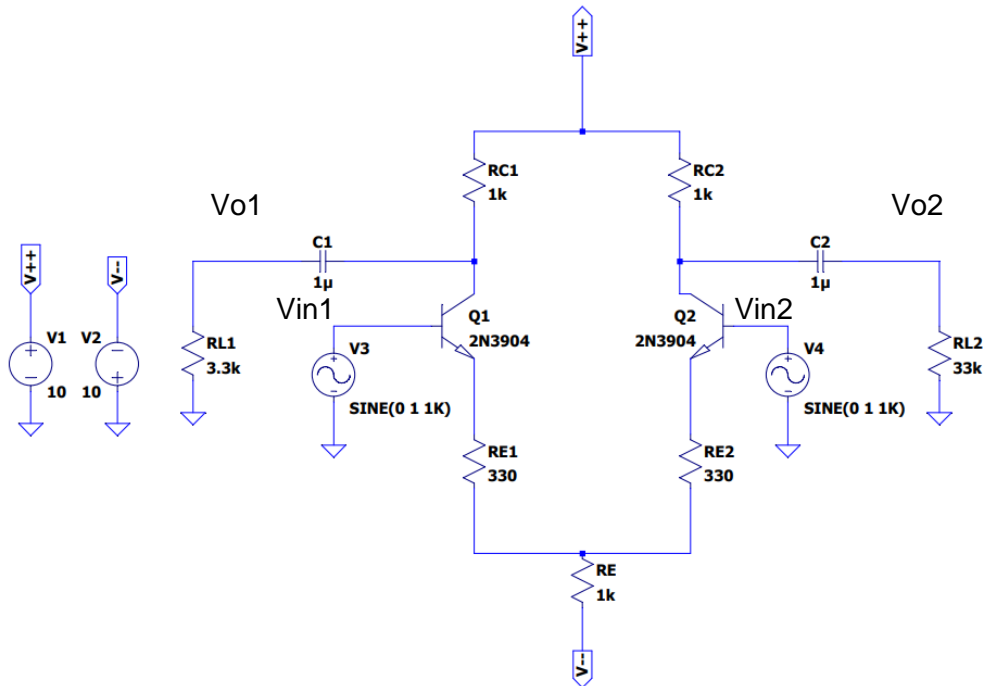 V++
RC1
1k
RC2
1k
Vo1
Vo2
C1
1µ
C2
1µ
V++
V--
Vin1
Vin2
Q1
2N3904
Q2
2N3904
V1
10
V2
10
RL1
3.3k
V3
SINE(0 1 1K)
V4
SINE(0 1 1K)
RL2
33k
RE1
330
RE2
330
RE
1k
V--